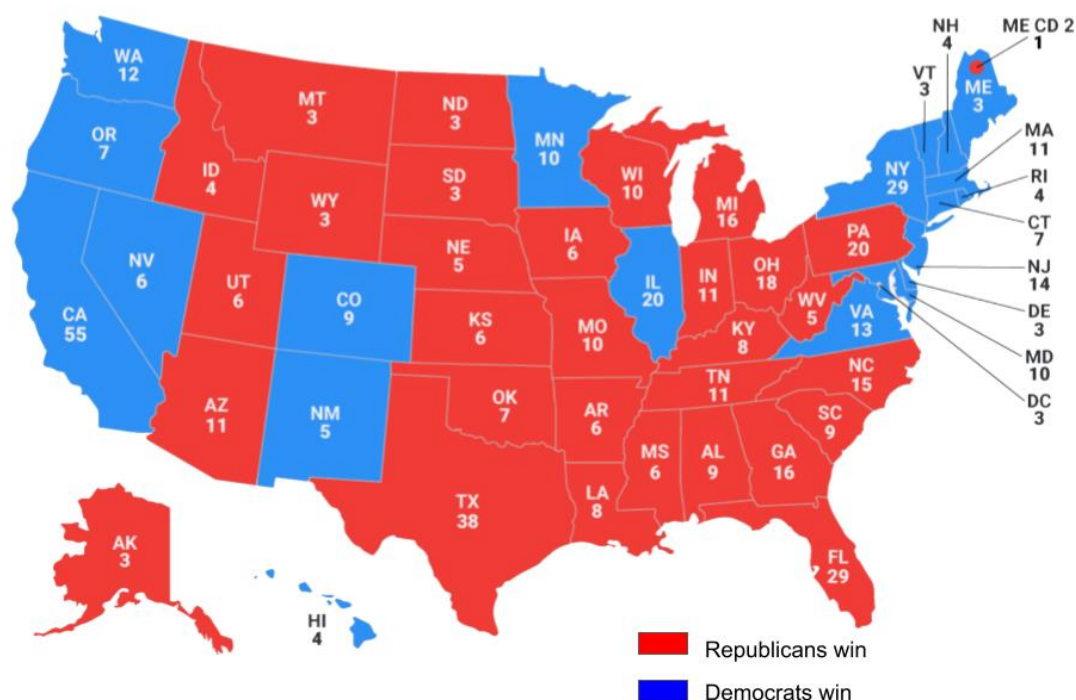 NH
4
ME CD 2
1
WA
12
VT
3
ME
3
MT
3
ND
3
MN
10
OR
7
MA
11
ID
4
WI
10
NY
29
SD
3
RI
4
WY
3
MI
16
CT
7
IA
6
PA
20
NE
5
NV
6
NJ
14
UT
6
IL
20
IN
11
OH
18
CO
9
WV
5
VA
13
DE
3
CA
55
KS
6
MO
10
KY
8
MD
10
NC
15
TN
11
DC
3
AZ
11
OK
7
NM
5
AR
6
SC
9
MS
6
AL
9
GA
16
TX
38
LA
8
AK
3
FL
29
HI
4
Republicans win
Democrats win